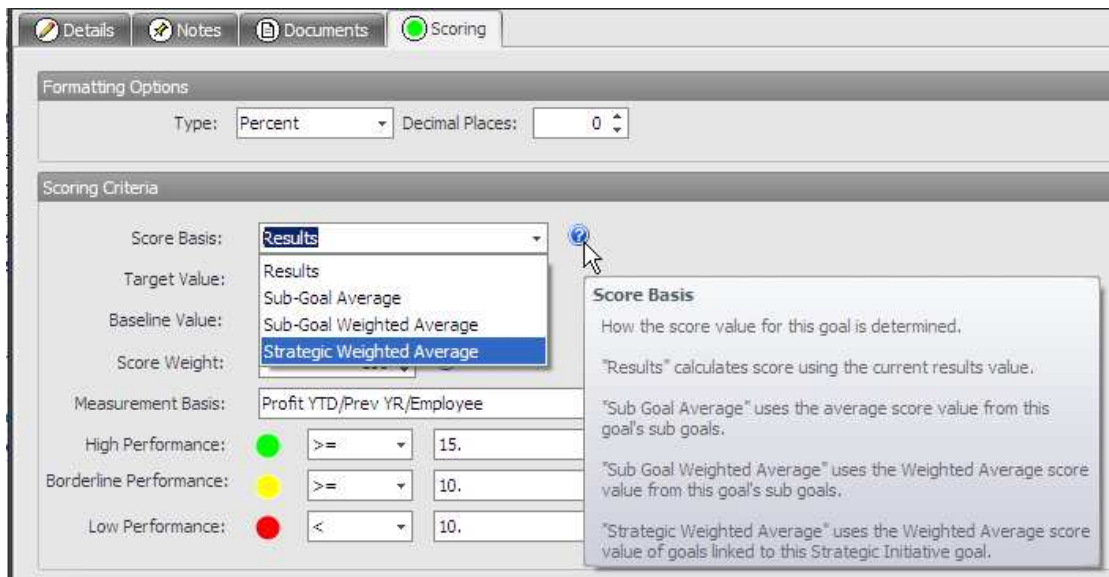 Details Notes Documents Scoring
Formatting Options
Type: Percent Decimal Places: 0
Scoring Criteria
Score Basis: Results
Target Value:
Baseline Value:
Score Weight:
Results
Sub-Goal Average
Sub-Goal Weighted Average
Strategic Weighted Average
Measurement Basis: Profit YTD/Prev YR/Employee
High Performance: >= 15.
Borderline Performance: >= 10.
Low Performance: < 10.
Score Basis
How the score value for this goal is determined.
"Results" calculates score using the current results value.
"Sub Goal Average" uses the average score value from this
goal's sub goals.
"Sub Goal Weighted Average" uses the Weighted Average score
value from this goal's sub goals.
"Strategic Weighted Average" uses the Weighted Average score
value of goals linked to this Strategic Initiative goal.